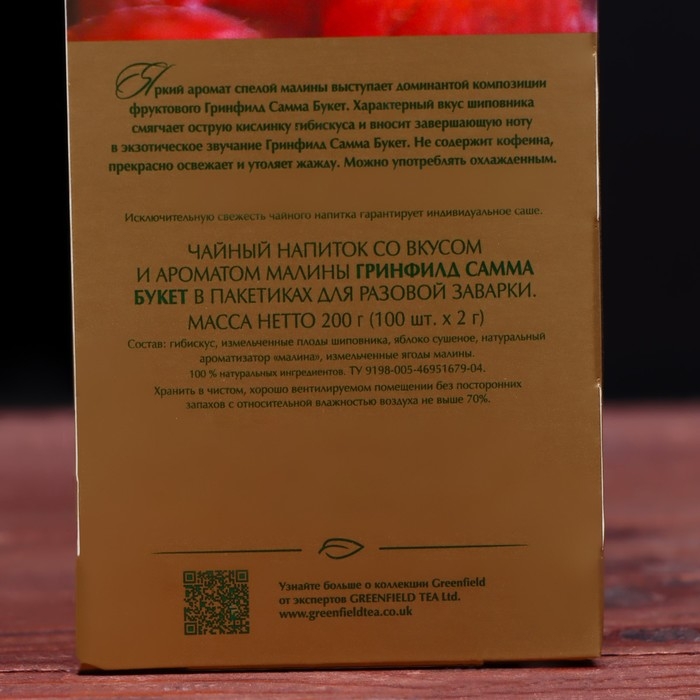 Яркий аромат спелой малины выступает доминантой композиции
фруктового Гринфилд Самма Букет. Характерный вкус шиповника
смягчает острую кислинку гибискуса и вносит завершающую ноту
в экзотическое звучание Гринфилд Самма Букет. Не содержит кофеина,
прекрасно освежает и утоляет жажду. Можно употреблять охлажденным.
Исключительную свежесть чайного напитка гарантирует индивидуальное саше.
ЧАЙНЫЙ НАПИТОК СО ВКУСОМ
И АРОМАТОМ МАЛИНЫ ГРИНФИЛД САММА
БУКЕТ В ПАКЕТИКАХ ДЛЯ РАЗОВОЙ ЗАВАРКИ.
МАССА НЕТТО 200 г (100 шт. х 2 г)
Состав: гибискус, измельченные плоды шиповника, яблоко сушеное, натуральный
ароматизатор «малина», измельченные ягоды малины.
100 % натуральных ингредиентов. ТУ 9198-005-46951679-04.
Хранить в чистом, хорошо вентилируемом помещении без посторонних
запахов с относительной влажностью воздуха не выше 70%.
Узнайте больше о коллекции Greenfield
от экспертов GREENFIELD TEA Ltd.
www.greenfieldtea.co.uk